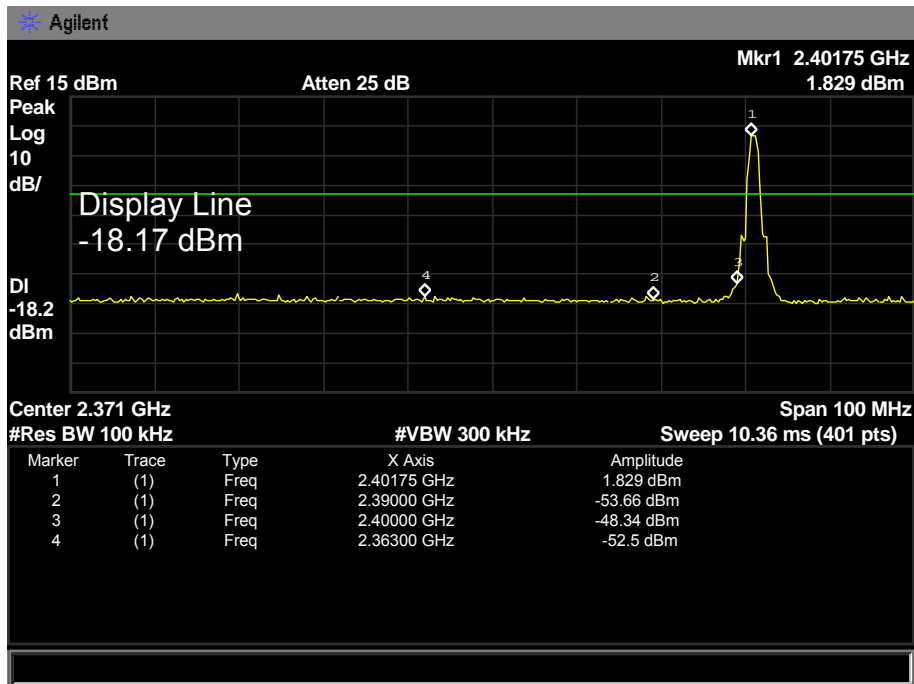 Agilent
Mkr1 2.40175 GHz
Ref 15 dBm Atten 25 dB 1.829 dBm
Peak
Log
10
dB/
1
Display Line
-18.17 dBm
4 2 3
DI
-18.2
dBm
Center 2.371 GHz Span 100 MHz
#Res BW 100 kHz #VBW 300 kHz Sweep 10.36 ms (401 pts)
Marker Trace Type X Axis Amplitude
1 (1) Freq 2.40175 GHz 1.829 dBm
2 (1) Freq 2.39000 GHz -53.66 dBm
3 (1) Freq 2.40000 GHz -48.34 dBm
4 (1) Freq 2.36300 GHz -52.5 dBm